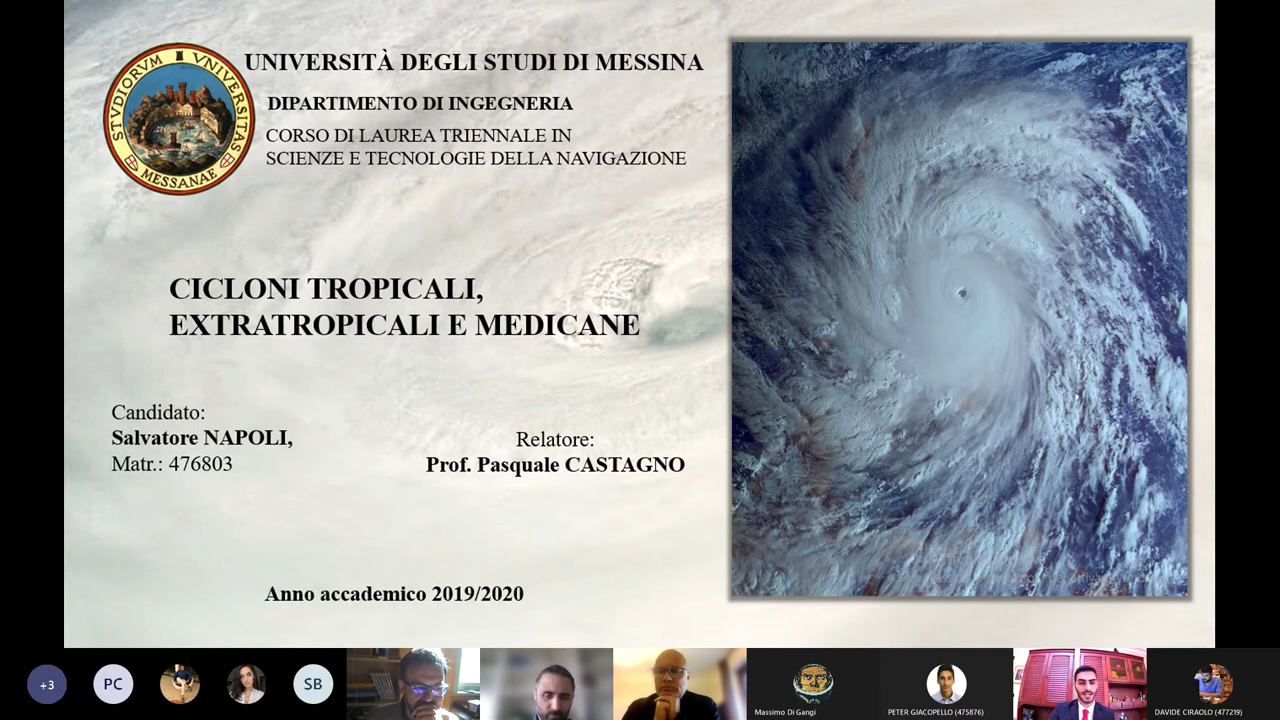 STVDIORVM VNIVERSITAS
MESSANAE
UNIVERSITÀ DEGLI STUDI DI MESSINA
DIPARTIMENTO DI INGEGNERIA
CORSO DI LAUREA TRIENNALE IN
SCIENZE E TECNOLOGIE DELLA NAVIGAZIONE
CICLONI TROPICALI,
EXTRATROPICALI E MEDICANE
Candidato:
Salvatore NAPOLI,
Matr.: 476803
Relatore:
Prof. Pasquale CASTAGNO
Anno accademico 2019/2020
+3
PC
SB
Massimo Di Gangi
PETER GIACOPELLO (475876)
DAVIDE CIRAOLO (477219)